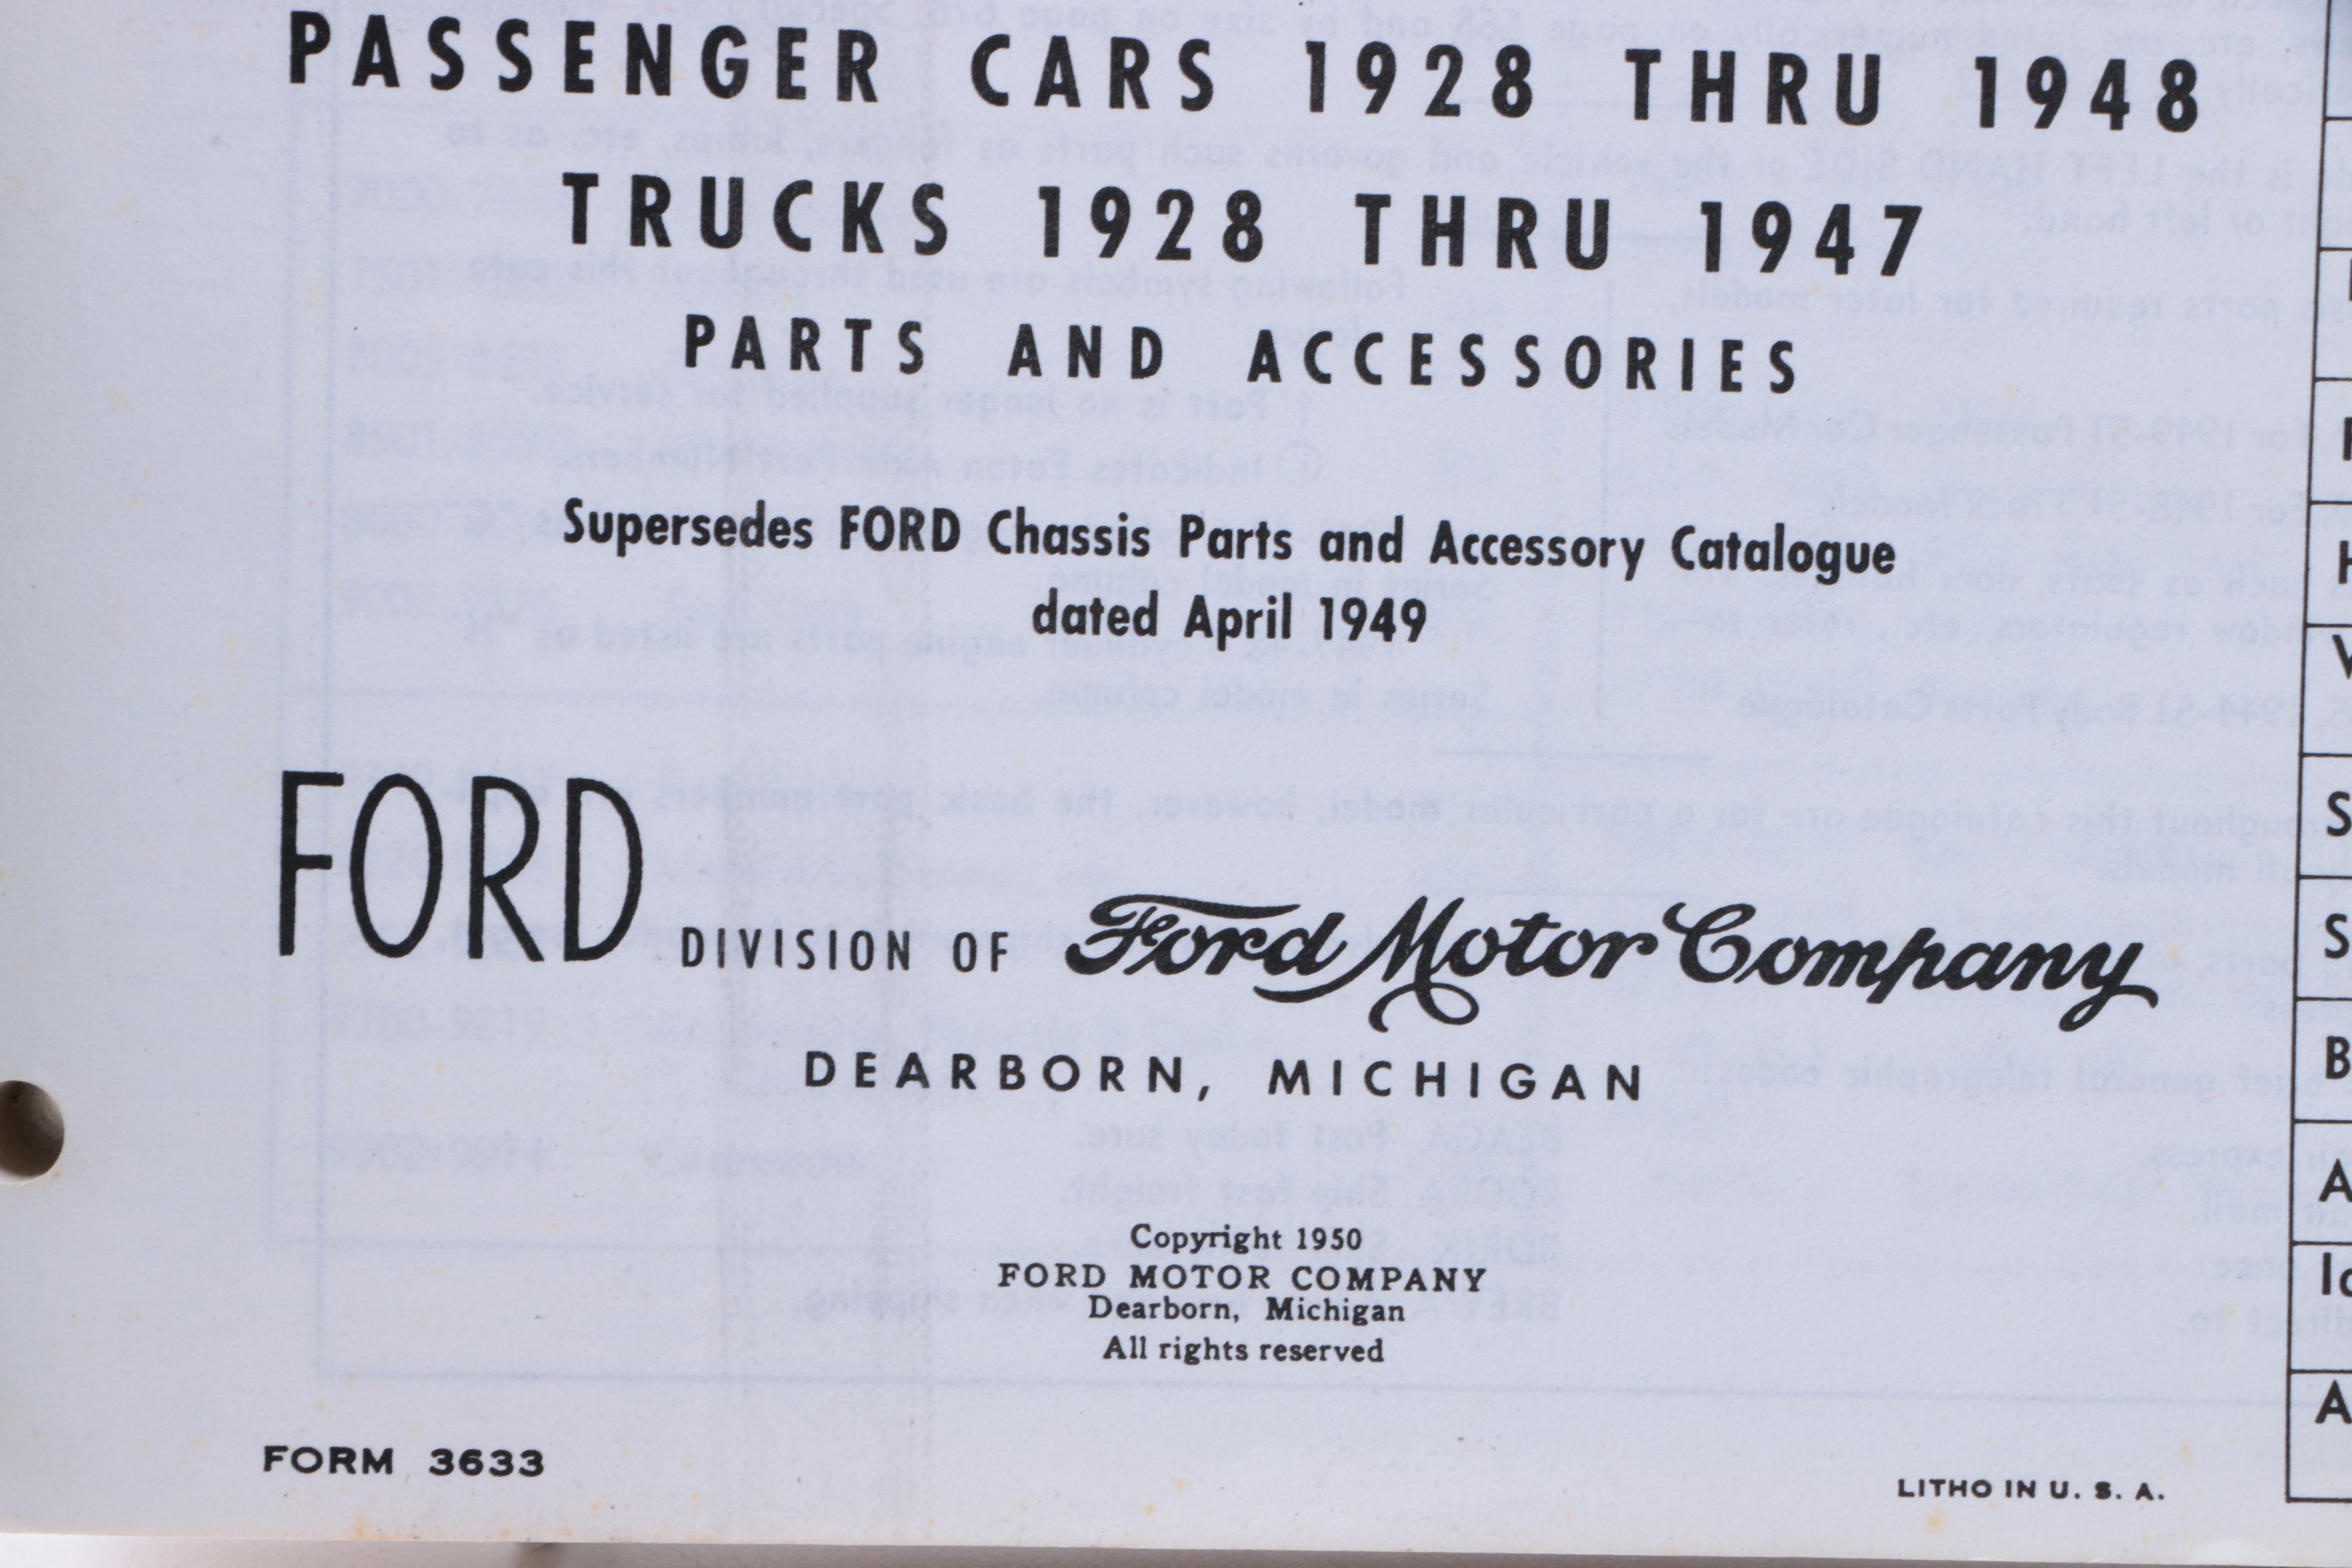 PASSENGER CARS 1928 THRU 1948
TRUCKS 1928 THRU 1947
PARTS AND ACCESSORIES
Supersedes FORD Chassis Parts and Accessory Catalogue
dated April 1949
FORD DIVISION OF Ford Motor Company
DEARBORN, MICHIGAN
Copyright 1950
FORD MOTOR COMPANY
Dearborn, Michigan
All rights reserved
FORM 3633
LITHO IN U. S. A.